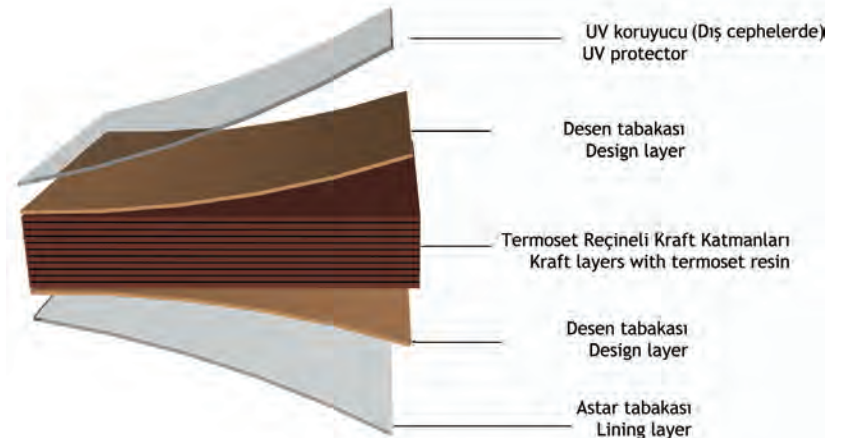 UV koruyucu (Dış cephelerde)
UV protector
Desen tabakası
Design layer
Termoset Reçineli Kraft Katmanları
Kraft layers with termoset resin
Desen tabakası
Design layer
Astar tabakası
Lining layer